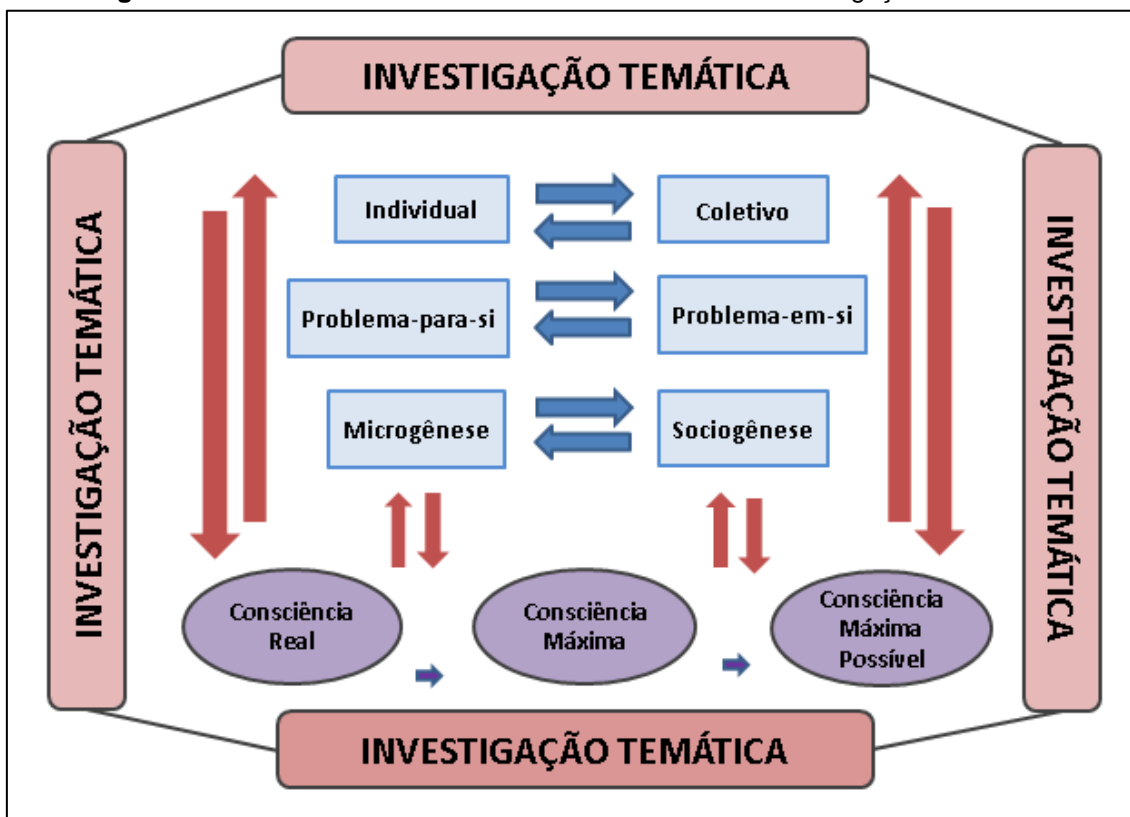 INVESTIGAÇÃO TEMÁTICA
INVESTIGAÇÃO TEMÁTICA
Individual
Coletivo
Problema-para-si
Problema-em-si
Microgênese
Sociogênese
Consciência
Real
Consciência
Máxima
Consciência
Máxima
Possível
INVESTIGAÇÃO TEMÁTICA
INVESTIGAÇÃO TEMÁTICA